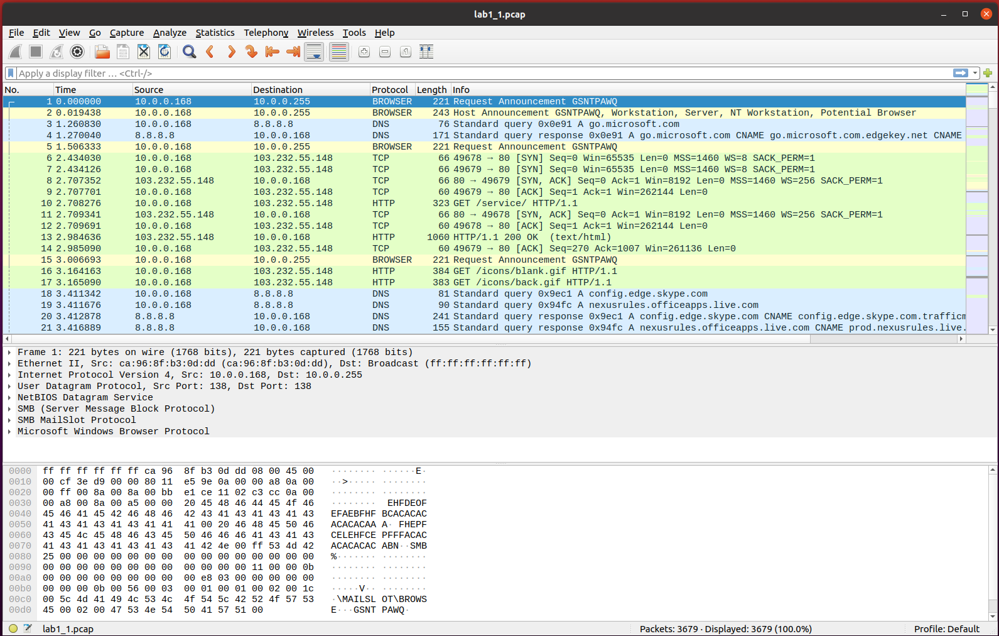 lab1_1.pcap
File Edit View Go Capture Analyze Statistics Telephony Wireless Tools Help
Apply a display filter … <Ctrl-/>
No. Time Source Destination Protocol Length Info
1 0.000000 10.0.0.168 10.0.0.255 BROWSER 221 Request Announcement GSNTPAWQ
2 0.019438 10.0.0.168 10.0.0.255 BROWSER 243 Host Announcement GSNTPAWQ, Workstation, Server, NT Workstation, Potential Browser
3 1.260830 10.0.0.168 8.8.8.8 DNS 76 Standard query 0x0e91 A go.microsoft.com
4 1.270040 8.8.8.8 10.0.0.168 DNS 171 Standard query response 0x0e91 A go.microsoft.com CNAME go.microsoft.com.edgekey.net CNAME
5 1.506333 10.0.0.168 10.0.0.255 BROWSER 221 Request Announcement GSNTPAWQ
6 2.434030 10.0.0.168 103.232.55.148 TCP 66 49678 → 80 [SYN] Seq=0 Win=65535 Len=0 MSS=1460 WS=8 SACK_PERM=1
7 2.434126 10.0.0.168 103.232.55.148 TCP 66 49679 → 80 [SYN] Seq=0 Win=65535 Len=0 MSS=1460 WS=8 SACK_PERM=1
8 2.707352 103.232.55.148 10.0.0.168 TCP 66 80 → 49679 [SYN, ACK] Seq=0 Ack=1 Win=8192 Len=0 MSS=1460 WS=256 SACK_PERM=1
9 2.707701 10.0.0.168 103.232.55.148 TCP 60 49679 → 80 [ACK] Seq=1 Ack=1 Win=262144 Len=0
10 2.708276 10.0.0.168 103.232.55.148 HTTP 323 GET /service/ HTTP/1.1
11 2.709341 103.232.55.148 10.0.0.168 TCP 66 80 → 49678 [SYN, ACK] Seq=0 Ack=1 Win=8192 Len=0 MSS=1460 WS=256 SACK_PERM=1
12 2.709691 10.0.0.168 103.232.55.148 TCP 60 49678 → 80 [ACK] Seq=1 Ack=1 Win=262144 Len=0
13 2.984636 103.232.55.148 10.0.0.168 HTTP 1060 HTTP/1.1 200 OK (text/html)
14 2.985090 10.0.0.168 103.232.55.148 TCP 60 49679 → 80 [ACK] Seq=270 Ack=1007 Win=261136 Len=0
15 3.006693 10.0.0.168 10.0.0.255 BROWSER 221 Request Announcement GSNTPAWQ
16 3.164163 10.0.0.168 103.232.55.148 HTTP 384 GET /icons/blank.gif HTTP/1.1
17 3.165090 10.0.0.168 103.232.55.148 HTTP 383 GET /icons/back.gif HTTP/1.1
18 3.411342 10.0.0.168 8.8.8.8 DNS 81 Standard query 0x9ec1 A config.edge.skype.com
19 3.411676 10.0.0.168 8.8.8.8 DNS 90 Standard query 0x94fc A nexusrules.officeapps.live.com
20 3.412878 8.8.8.8 10.0.0.168 DNS 241 Standard query response 0x9ec1 A config.edge.skype.com CNAME config.edge.skype.com.trafficm
21 3.416889 8.8.8.8 10.0.0.168 DNS 155 Standard query response 0x94fc A nexusrules.officeapps.live.com CNAME prod.nexusrules.live.
Frame 1: 221 bytes on wire (1768 bits), 221 bytes captured (1768 bits)
Ethernet II, Src: ca:96:8f:b3:0d:dd (ca:96:8f:b3:0d:dd), Dst: Broadcast (ff:ff:ff:ff:ff:ff)
Internet Protocol Version 4, Src: 10.0.0.168, Dst: 10.0.0.255
User Datagram Protocol, Src Port: 138, Dst Port: 138
NetBIOS Datagram Service
SMB (Server Message Block Protocol)
SMB MailSlot Protocol
Microsoft Windows Browser Protocol
0000 ff ff ff ff ff ff ca 96 8f b3 0d dd 08 00 45 00 ········ ······E·
0010 00 cf 3e d9 00 00 80 11 e5 9e 0a 00 00 a8 0a 00 ··>····· ········
0020 00 ff 00 8a 00 8a 00 bb e1 ce 11 02 c3 cc 0a 00 ········ ········
0030 00 a8 00 8a 00 a5 00 00 20 45 48 46 44 45 4f 46 ········ EHFDEOF
0040 45 46 41 45 42 46 48 46 42 43 41 43 41 43 41 43 EFAEBFHF BCACACAC
0050 41 43 41 43 41 43 41 41 41 00 20 46 48 45 50 46 ACACACAA A· FHEPF
0060 43 45 4c 45 48 46 43 45 50 46 46 46 41 43 41 43 CELEHFCE PFFFACAC
0070 41 43 41 43 41 43 41 43 41 42 4e 00 ff 53 4d 42 ACACACAC ABN··SMB
0080 25 00 00 00 00 00 00 00 00 00 00 00 00 00 00 00 %······· ········
0090 00 00 00 00 00 00 00 00 00 00 00 00 11 00 00 0b ········ ········
00a0 00 00 00 00 00 00 00 00 00 e8 03 00 00 00 00 00 ········ ········
00b0 00 00 00 0b 00 56 00 03 00 01 00 01 00 02 00 1c ·····V·· ········
00c0 00 5c 4d 41 49 4c 53 4c 4f 54 5c 42 52 4f 57 53 ·\MAILSL OT\BROWS
00d0 45 00 02 00 47 53 4e 54 50 41 57 51 00 E···GSNT PAWQ·
lab1_1.pcap Packets: 3679 · Displayed: 3679 (100.0%) Profile: Default